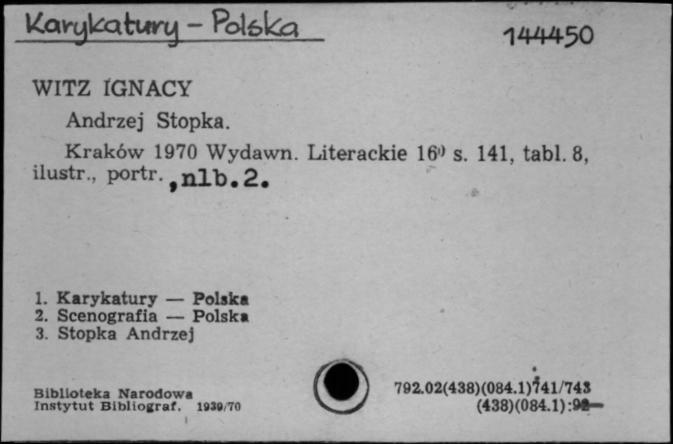 Karykatury - Polska
144450
WITZ IGNACY
Andrzej Stopka.
Kraków 1970 Wydawn. Literackie 16⁰ s. 141, tabl. 8,
ilustr., portr. ,nlb.2.
1. Karykatury — Polska
2. Scenografia — Polska
3. Stopka Andrzej
Biblioteka Narodowa
Instytut Bibliograf. 1939/70
792.02(438)(084.1)741/743
(438)(084.1):92—